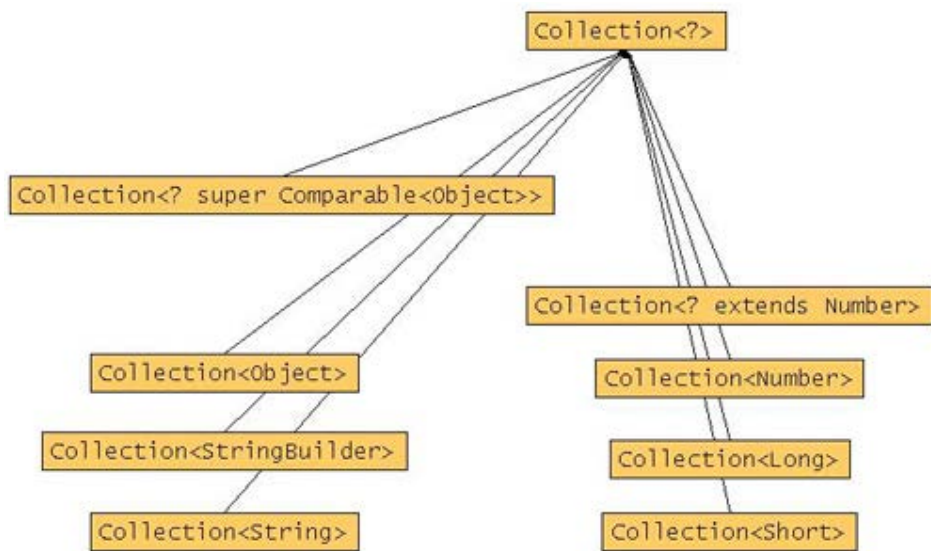 Collection<?>
Collection<? super Comparable<Object>>
Collection<? extends Number>
Collection<Object>
Collection<Number>
Collection<StringBuilder>
Collection<Long>
Collection<String>
Collection<Short>